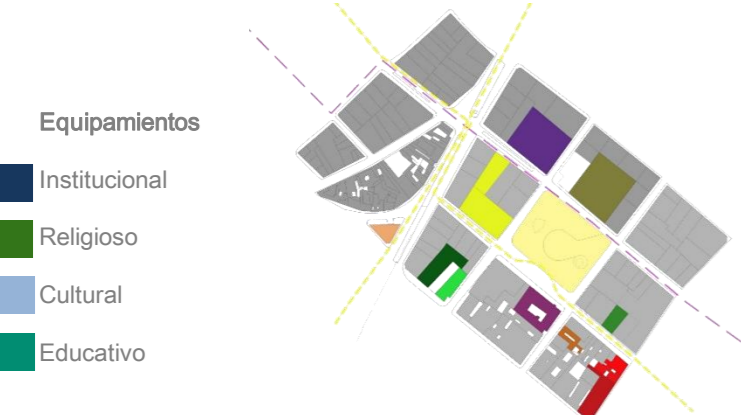 Equipamientos
Institucional
Religioso
Cultural
Educativo